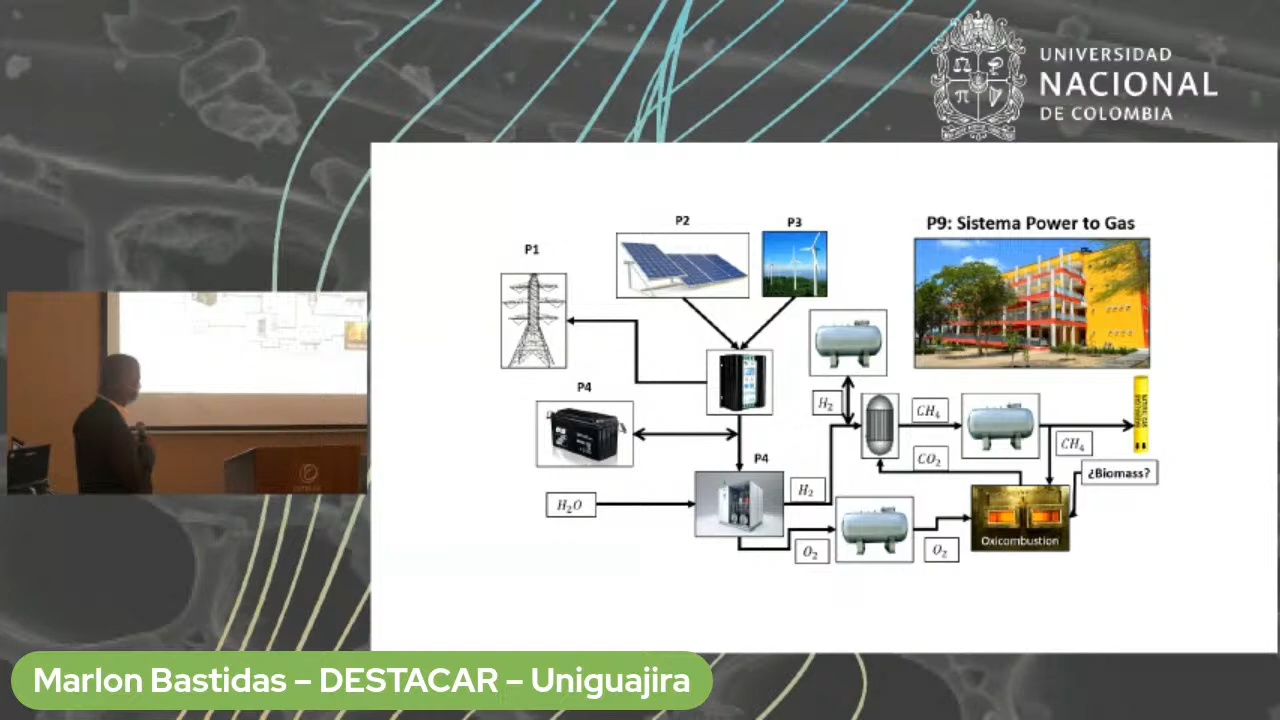 UNIVERSIDAD
NACIONAL
DE COLOMBIA
P9: Sistema Power to Gas
P2
P3
P1
P4
H₂
CH₄
CH₄
CO₂
¿Biomass?
P4
H₂O
H₂
O₂
O₂
Oxicombustion
Marlon Bastidas – DESTACAR – Uniguajira